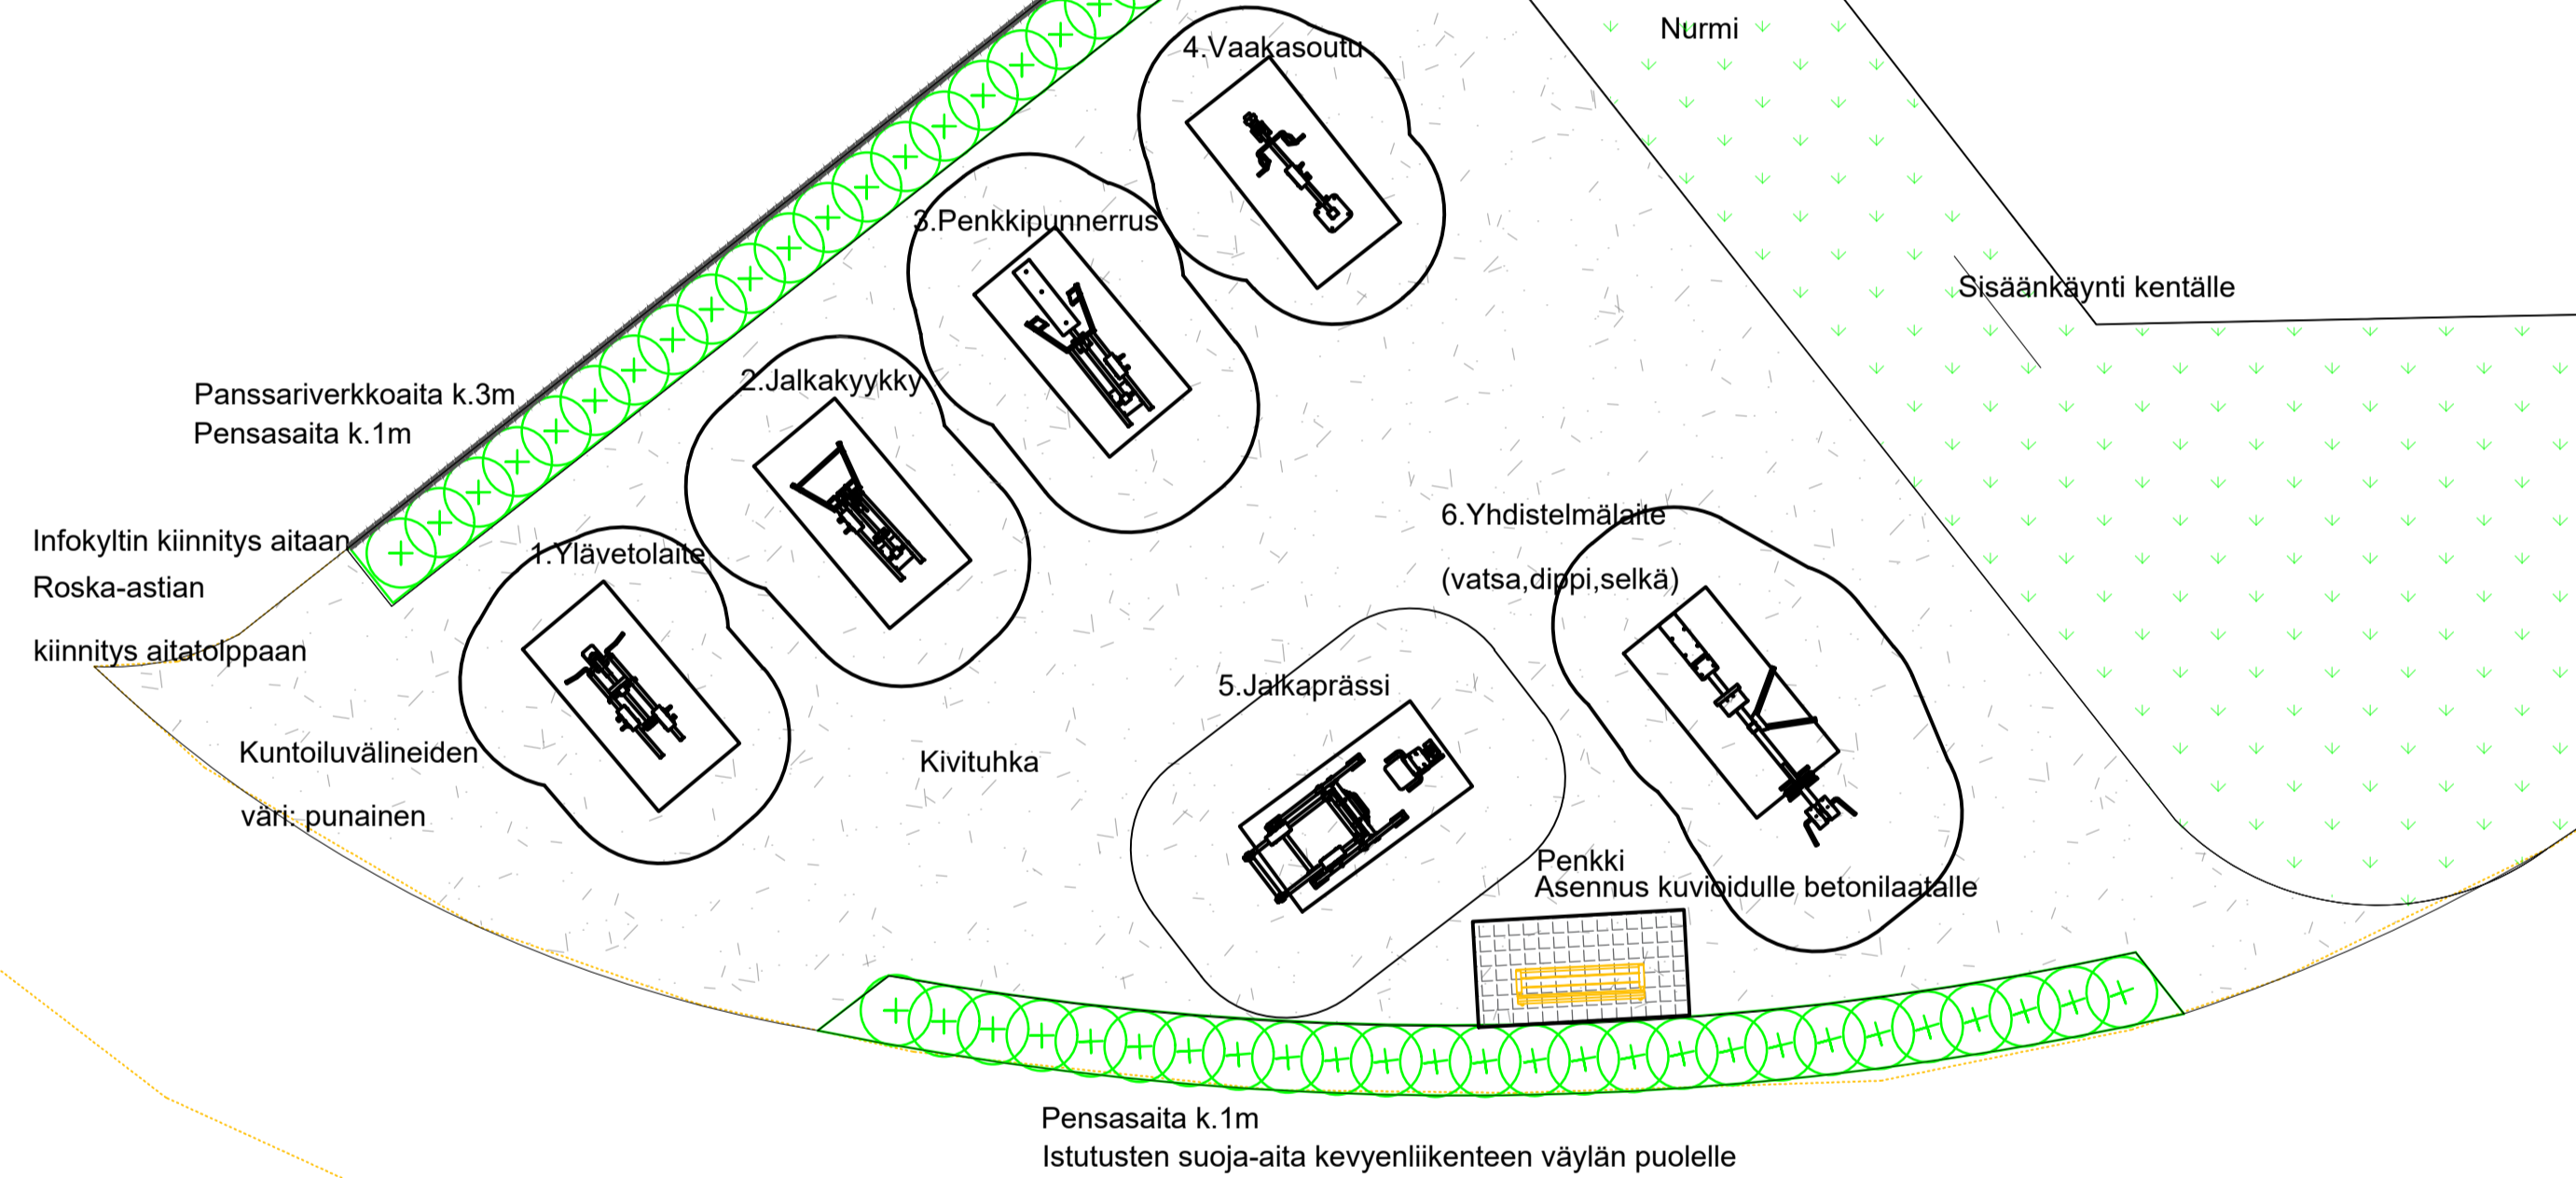 Nurmi
4.Vaakasoutu
3.Penkkipunnerrus
Sisäänkäynti kentälle
2.Jalkakyykky
Panssariverkkoaita k.3m
Pensasaita k.1m
6.Yhdistelmälaite
(vatsa,dippi,selkä)
Infokyltin kiinnitys aitaan
Roska-astian
kiinnitys aitatolppaan
1.Ylävetolaite
5.Jalkaprässi
Kuntoiluvälineiden
väri: punainen
Kivituhka
Penkki
Asennus kuvioidulle betonilaatalle
Pensasaita k.1m
Istutusten suoja-aita kevyenliikenteen väylän puolelle